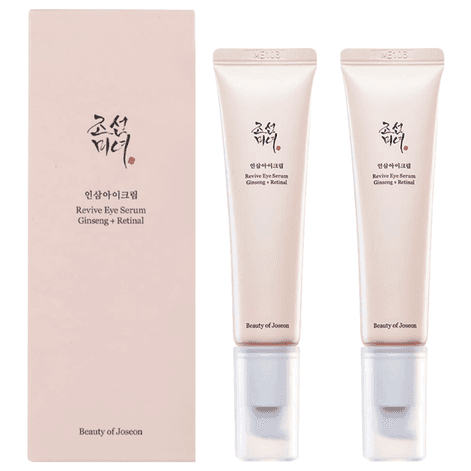 조선
미녀
인삼아이크림
Revive Eye Serum
Ginseng + Retinal
Beauty of Joseon
조선
미녀
인삼아이크림
Revive Eye Serum
Ginseng + Retinal
Beauty of Joseon
조선
미녀
인삼아이크림
Revive Eye Serum
Ginseng + Retinal
Beauty of Joseon